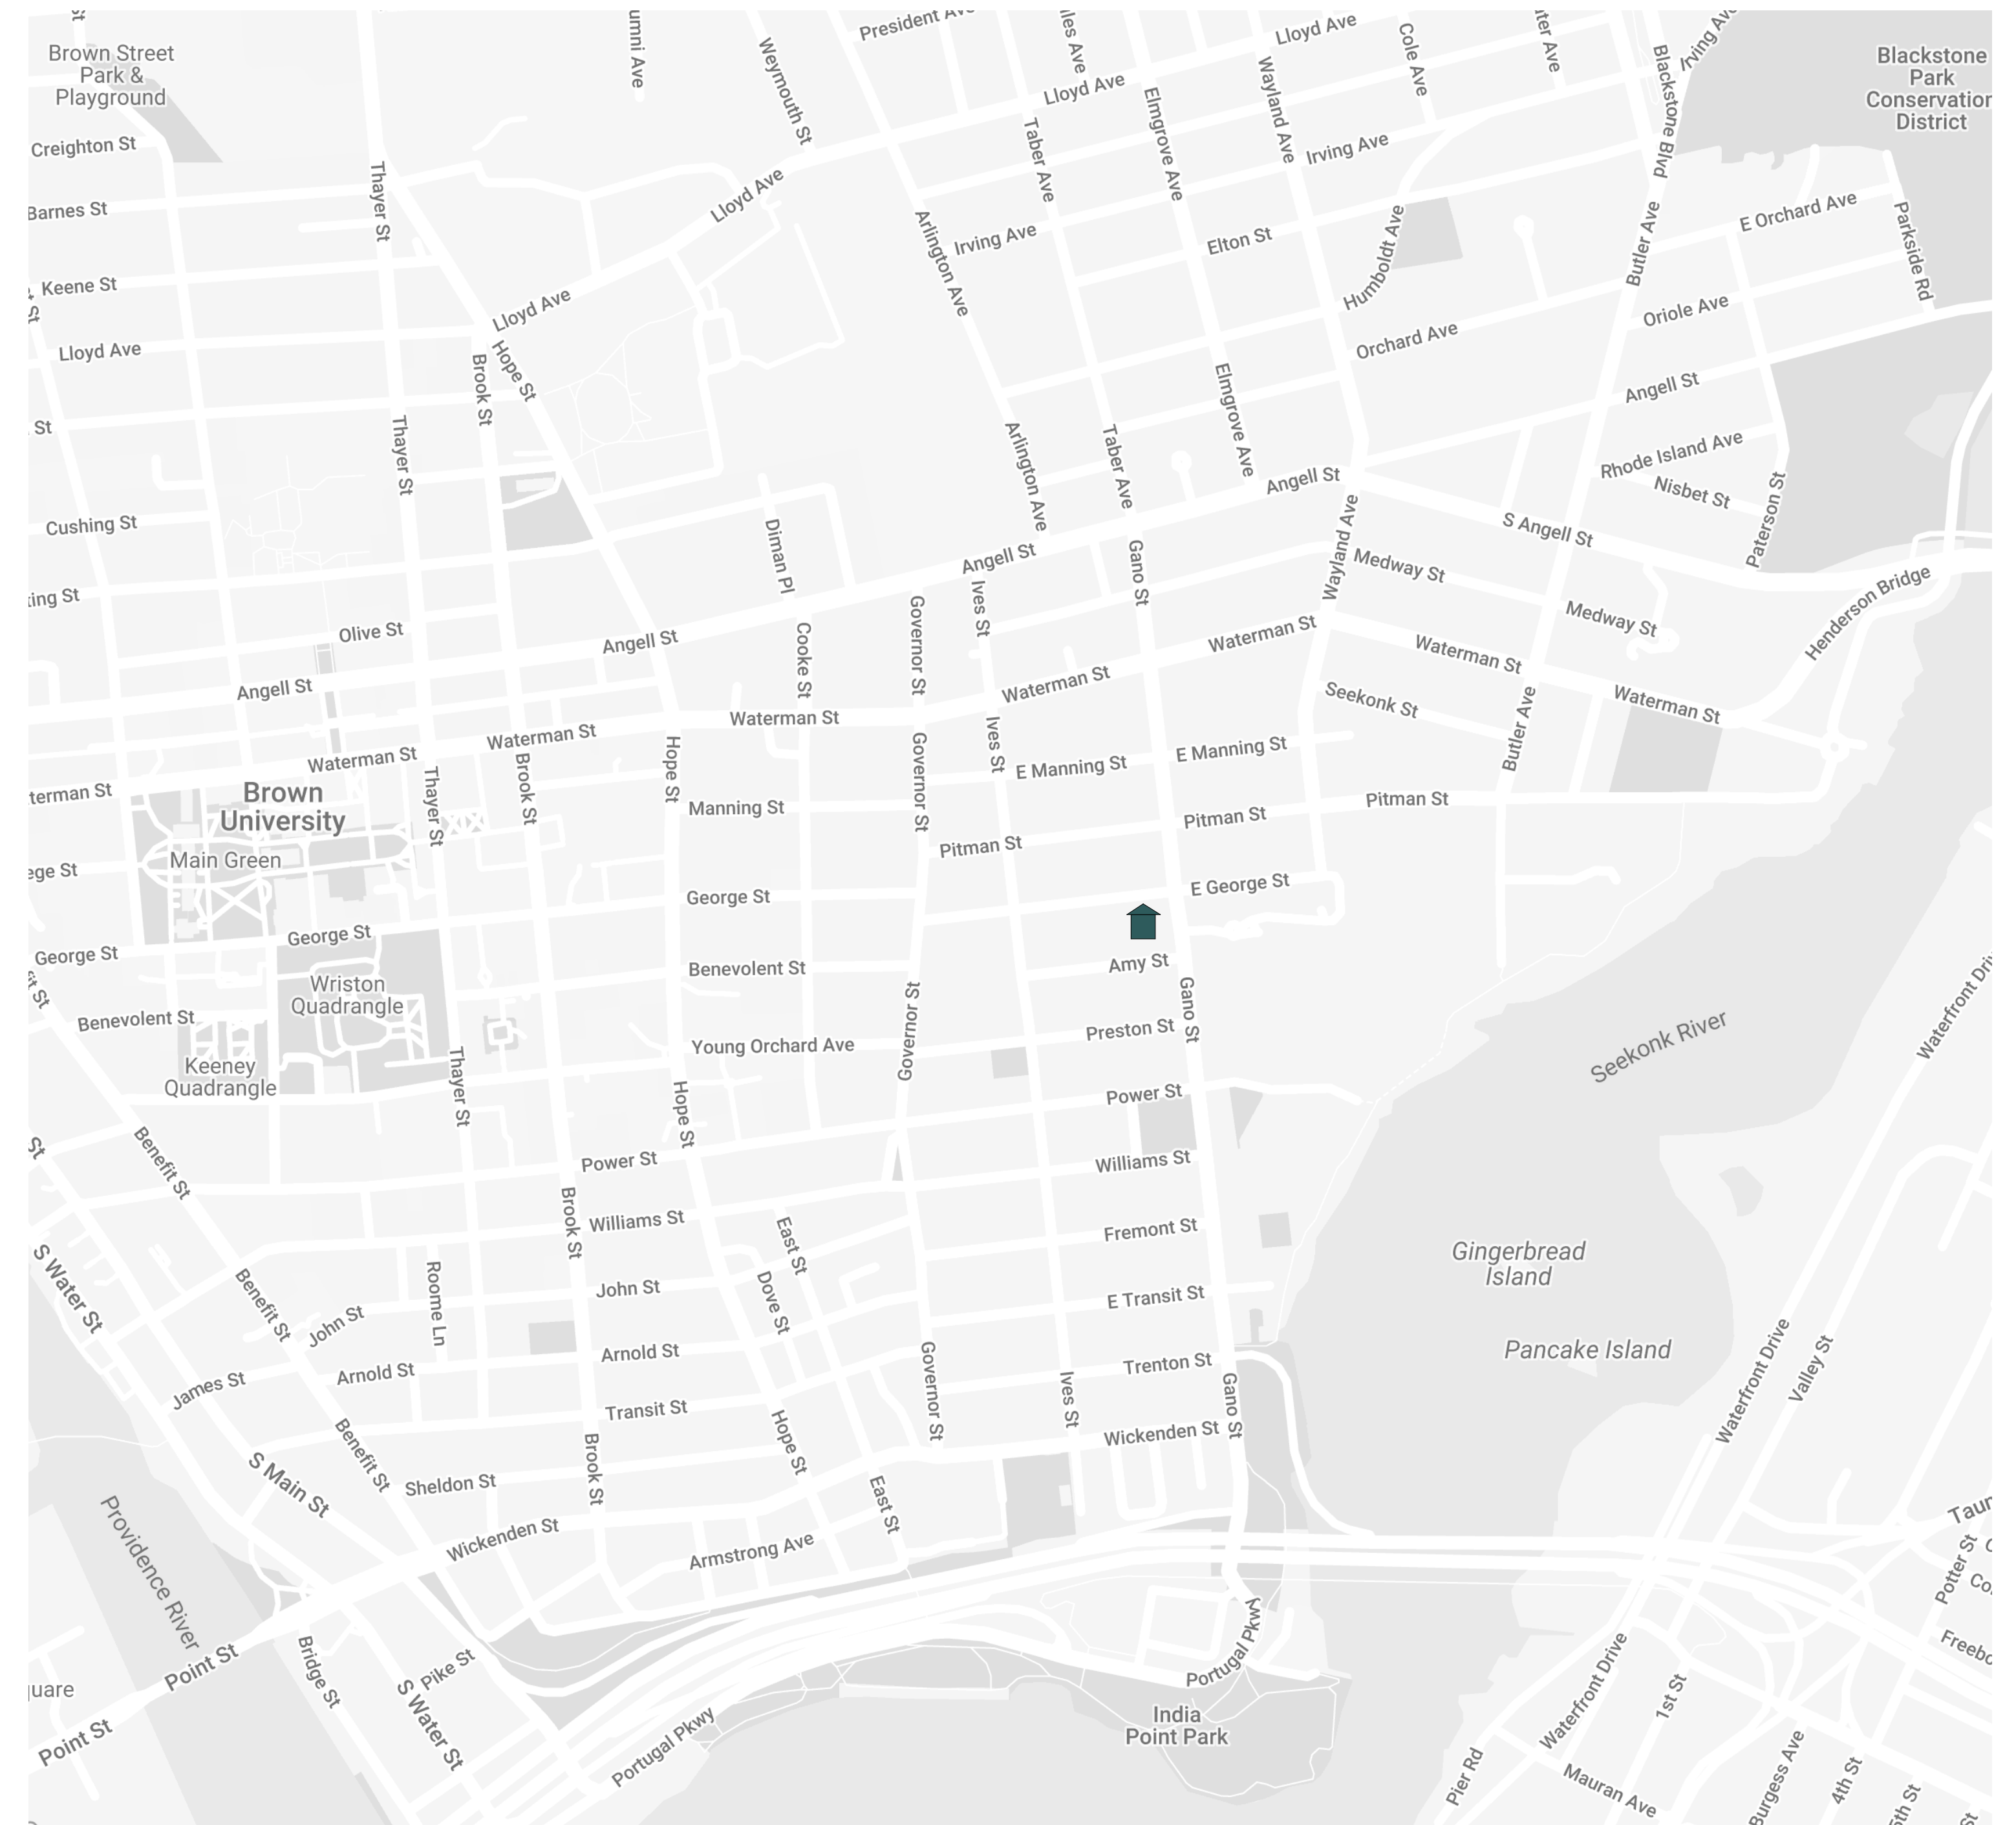 President Ave
Lloyd Ave
Cole Ave
Irving Ave
Brown Street
Park &
Playground
Weymouth St
Blackstone Blvd
Blackstone
Park
Conservation
District
Lloyd Ave
Elmgrove Ave
Wayland Ave
Taber Ave
Irving Ave
Creighton St
Thayer St
Lloyd Ave
Barnes St
Arlington Ave
Irving Ave
Elton St
Humboldt Ave
Butler Ave
E Orchard Ave
Parkside Rd
Keene St
Lloyd Ave
Oriole Ave
Lloyd Ave
Hope St
Brook St
Orchard Ave
Elmgrove Ave
Angell St
St
Thayer St
Arlington Ave
Taber Ave
Rhode Island Ave
Nisbet St
Paterson St
Angell St
Cushing St
Diman Pl
Angell St
Gano St
Wayland Ave
S Angell St
Medway St
Medway St
Henderson Bridge
Ives St
Governor St
Cooke St
Olive St
Angell St
Angell St
Waterman St
Waterman St
Waterman St
Waterman St
Waterman St
Waterman St
Waterman St
Seekonk St
Butler Ave
Ives St
Governor St
Hope St
Brook St
Thayer St
E Manning St
E Manning St
Manning St
Pitman St
Pitman St
Pitman St
Brown
University
Main Green
George St
E George St
George St
George St
Amy St
Benevolent St
Gano St
Wriston
Quadrangle
Benevolent St
Governor St
Preston St
Young Orchard Ave
Keeney
Quadrangle
Thayer St
Hope St
Power St
Seekonk River
Waterfront Drive
St
Benefit St
Power St
Williams St
Brook St
Williams St
East St
Fremont St
S Water St
Benefit St
John St
Roome Ln
John St
Dove St
E Transit St
Gingerbread
Island
Pancake Island
Arnold St
Arnold St
James St
Governor St
Trenton St
Ives St
Gano St
Waterfront Drive
Valley St
Transit St
Hope St
Wickenden St
Benefit St
Brook St
S Main St
Sheldon St
East St
Wickenden St
Armstrong Ave
Providence River
Potter St
Point St
Bridge St
Pike St
S Water St
Portugal Pkwy
Portugal Pkwy
India
Point Park
Waterfront Drive
1st St
Point St
Pier Rd
Mauran Ave
Burgess Ave
4th St